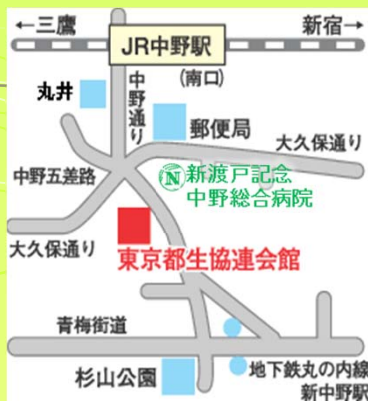 ←三鷹
新宿→
JR中野駅
(南口)
丸井
中野通り
郵便局
大久保通り
中野五差路
N
新渡戸記念
中野総合病院
大久保通り
東京都生協連会館
青梅街道
杉山公園
地下鉄丸の内線
新中野駅